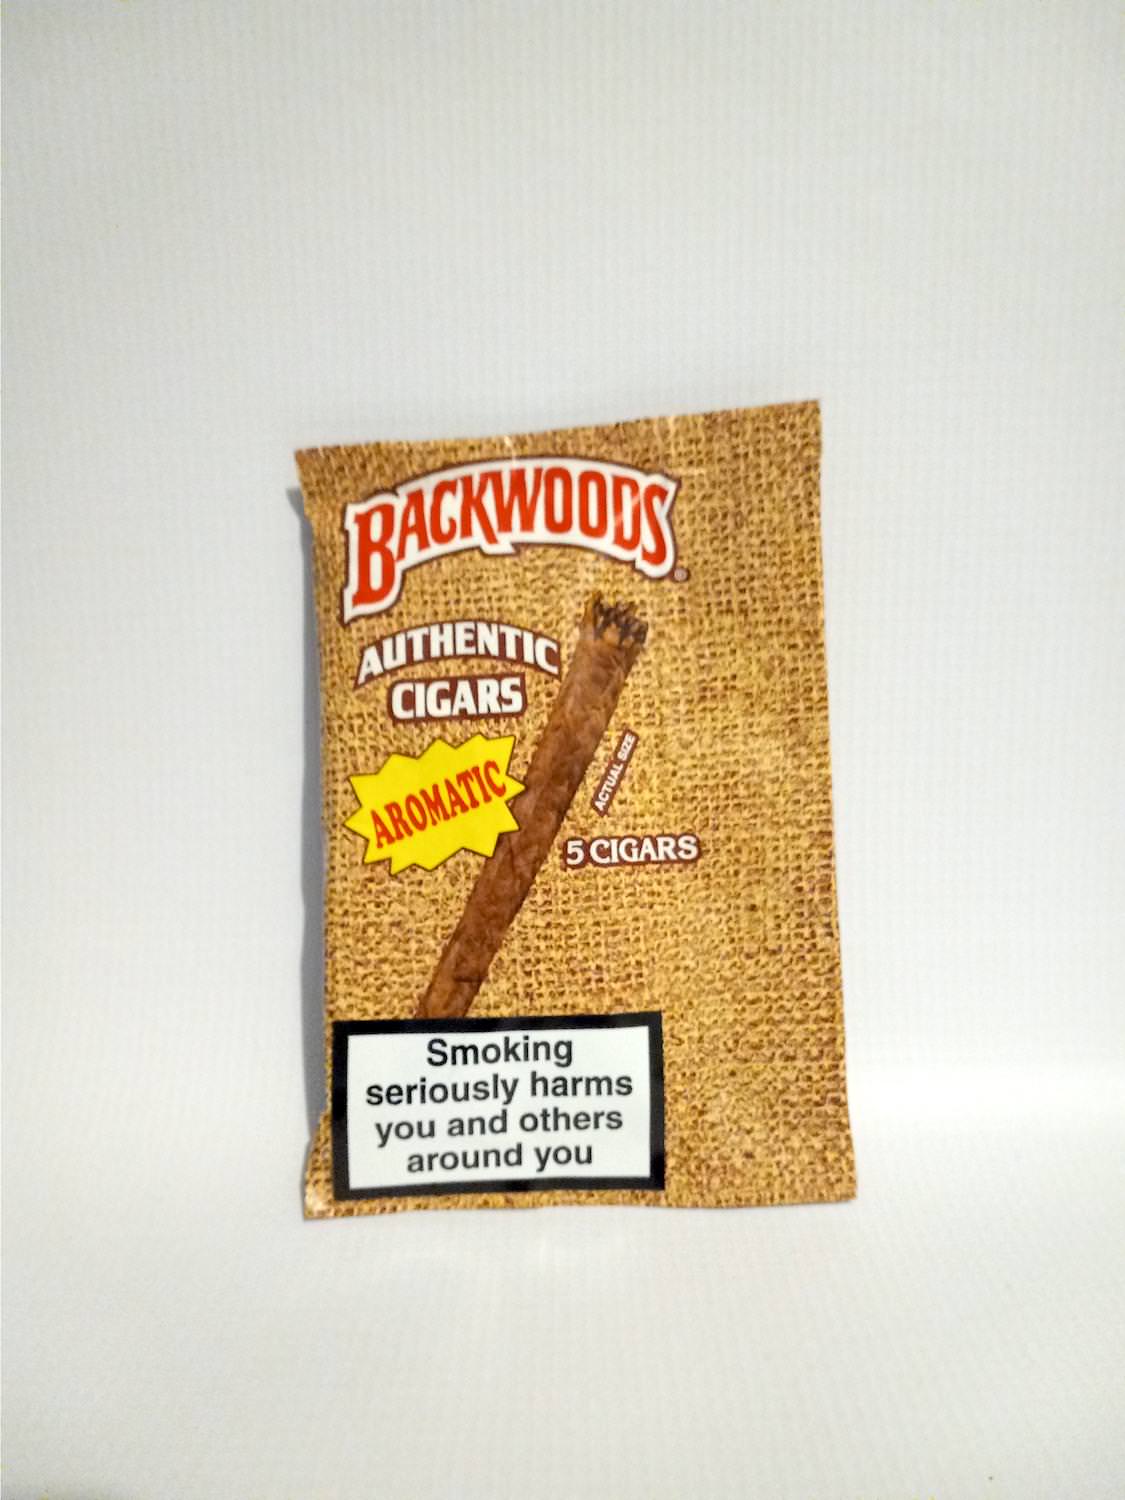 BACKWOODS®
AUTHENTIC
CIGARS
AROMATIC
ACTUAL SIZE
5 CIGARS
Smoking
seriously harms
you and others
around you